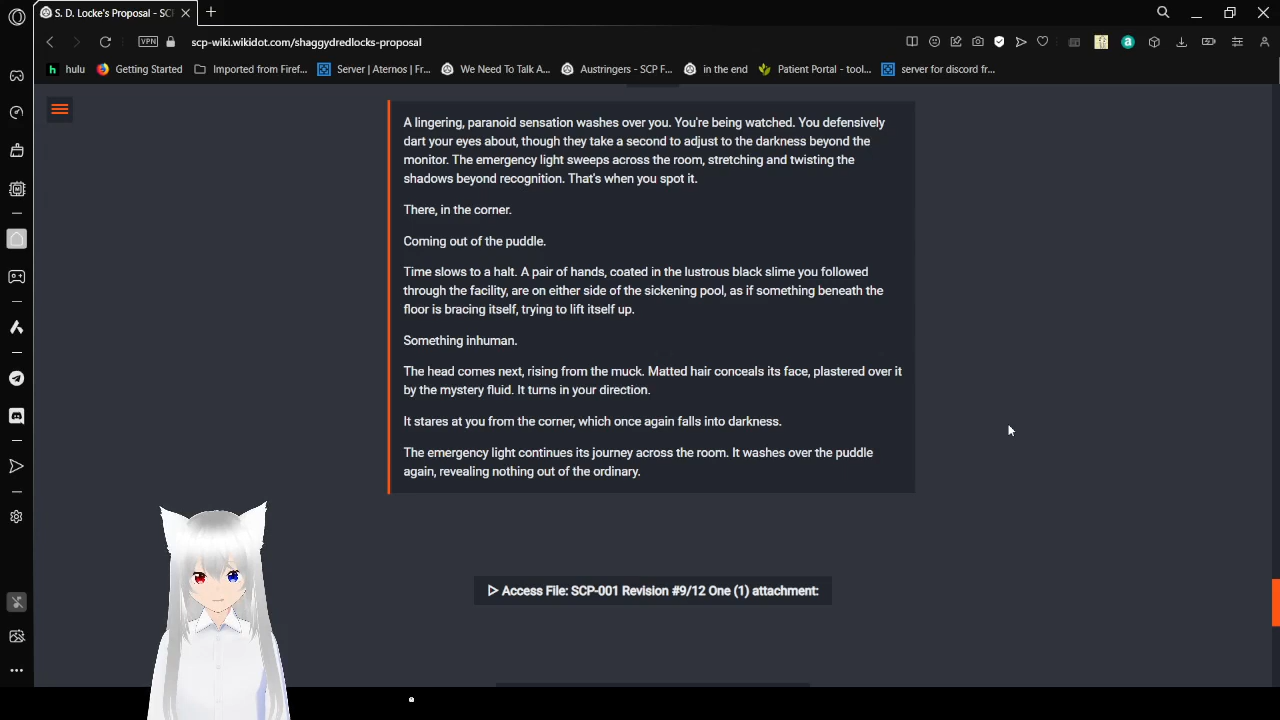 S. D. Locke's Proposal - SC
VPN
scp-wiki.wikidot.com/shaggydredlocks-proposal
a
h hulu
Getting Started
Imported from Firef...
Server | Aternos | Fr...
We Need To Talk A...
Austringers - SCP F...
in the end
Patient Portal - tool...
server for discord fr...
A lingering, paranoid sensation washes over you. You're being watched. You defensively
dart your eyes about, though they take a second to adjust to the darkness beyond the
monitor. The emergency light sweeps across the room, stretching and twisting the
shadows beyond recognition. That's when you spot it.
There, in the corner.
Coming out of the puddle.
Time slows to a halt. A pair of hands, coated in the lustrous black slime you followed
through the facility, are on either side of the sickening pool, as if something beneath the
floor is bracing itself, trying to lift itself up.
Something inhuman.
The head comes next, rising from the muck. Matted hair conceals its face, plastered over it
by the mystery fluid. It turns in your direction.
It stares at you from the corner, which once again falls into darkness.
The emergency light continues its journey across the room. It washes over the puddle
again, revealing nothing out of the ordinary.
▷ Access File: SCP-001 Revision #9/12 One (1) attachment: